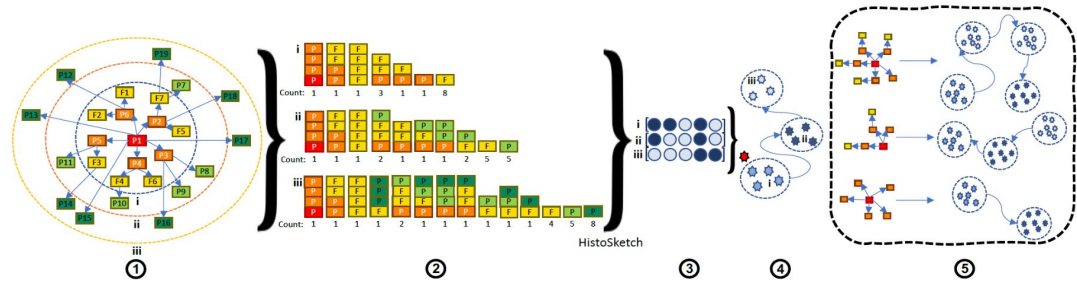 P19
P12
P7
F1
F7
P18
F2
P6
P2
P13
F5
P5
P1
P17
P11
F3
P4
P3
P8
F4
F6
P9
P14
P10
i
P15
P16
ii
iii
1
i
P F F
P F F F
P F F F P
P P P P P P F
Count: 1 1 1 3 1 1 8
ii
P F F P
P F F F P P
P P P F F F P P
P P P P P P P F P
Count: 1 1 1 2 1 1 1 2 5 5
iii
Count: 1 1 1 1 2 1 1 1 1 1 1 4 5 8
HistoSketch
2
i
ii
iii
3
iii
ii
i
4
5